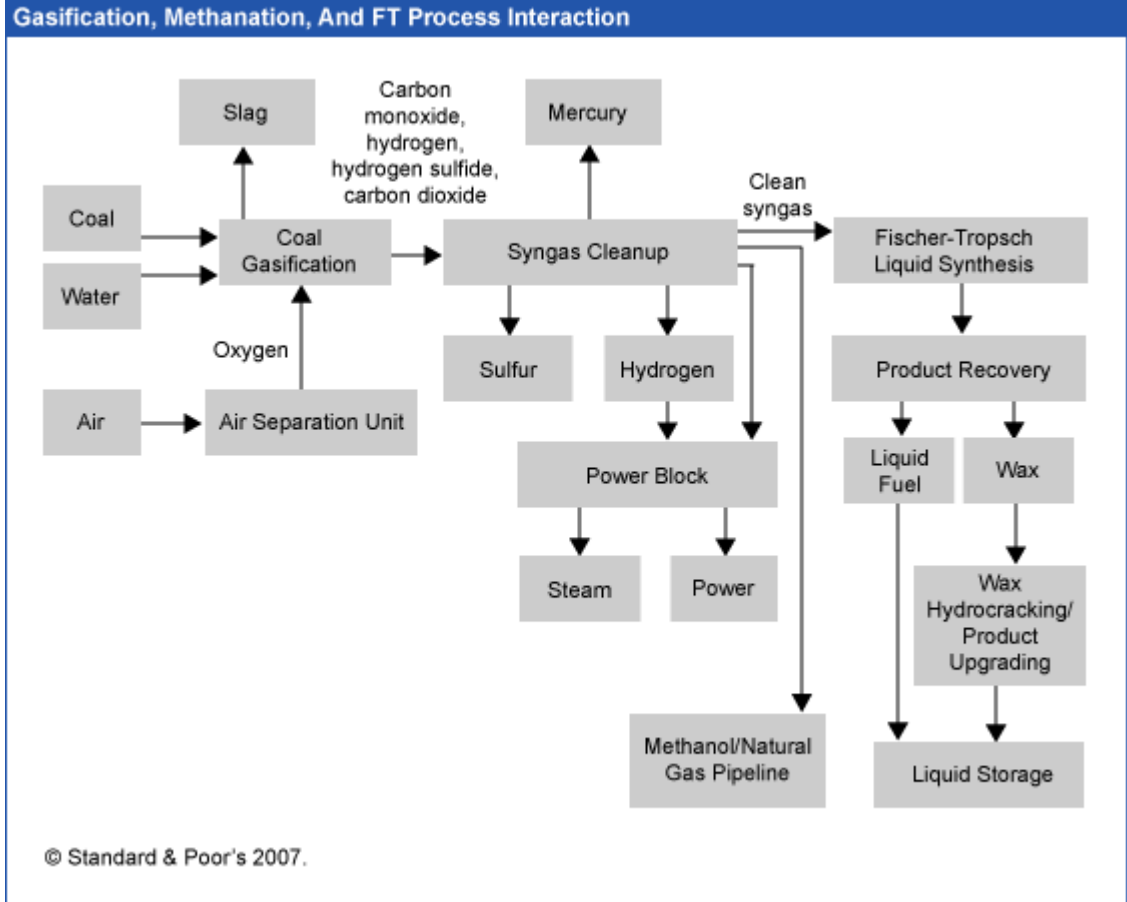 Gasification, Methanation, And FT Process Interaction
Slag
Carbon
monoxide,
hydrogen,
hydrogen sulfide,
carbon dioxide
Mercury
Clean
syngas
Coal
Water
Coal
Gasification
Syngas Cleanup
Fischer-Tropsch
Liquid Synthesis
Oxygen
Sulfur
Hydrogen
Product Recovery
Air
Air Separation Unit
Power Block
Liquid
Fuel
Wax
Steam
Power
Wax
Hydrocracking/
Product
Upgrading
Methanol/Natural
Gas Pipeline
Liquid Storage
© Standard & Poor's 2007.